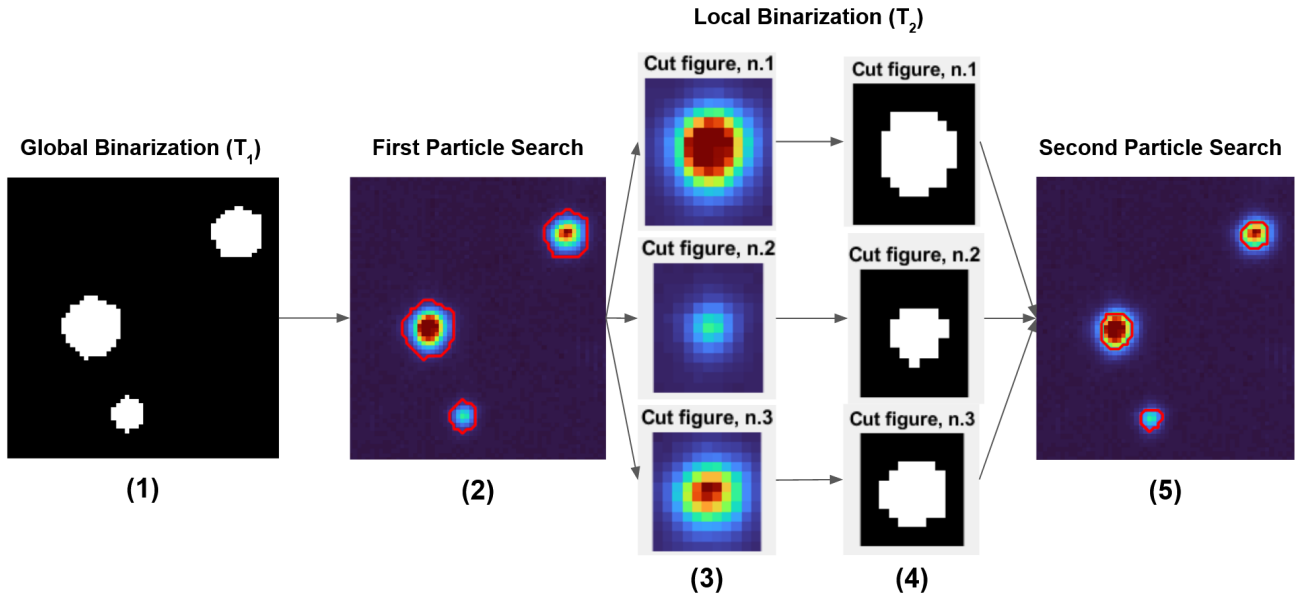 Local Binarization (T2)
Global Binarization (T1)
First Particle Search
Second Particle Search
Cut figure, n.1
Cut figure, n.1
Cut figure, n.2
Cut figure, n.2
Cut figure, n.3
Cut figure, n.3
(1)
(2)
(3)
(4)
(5)